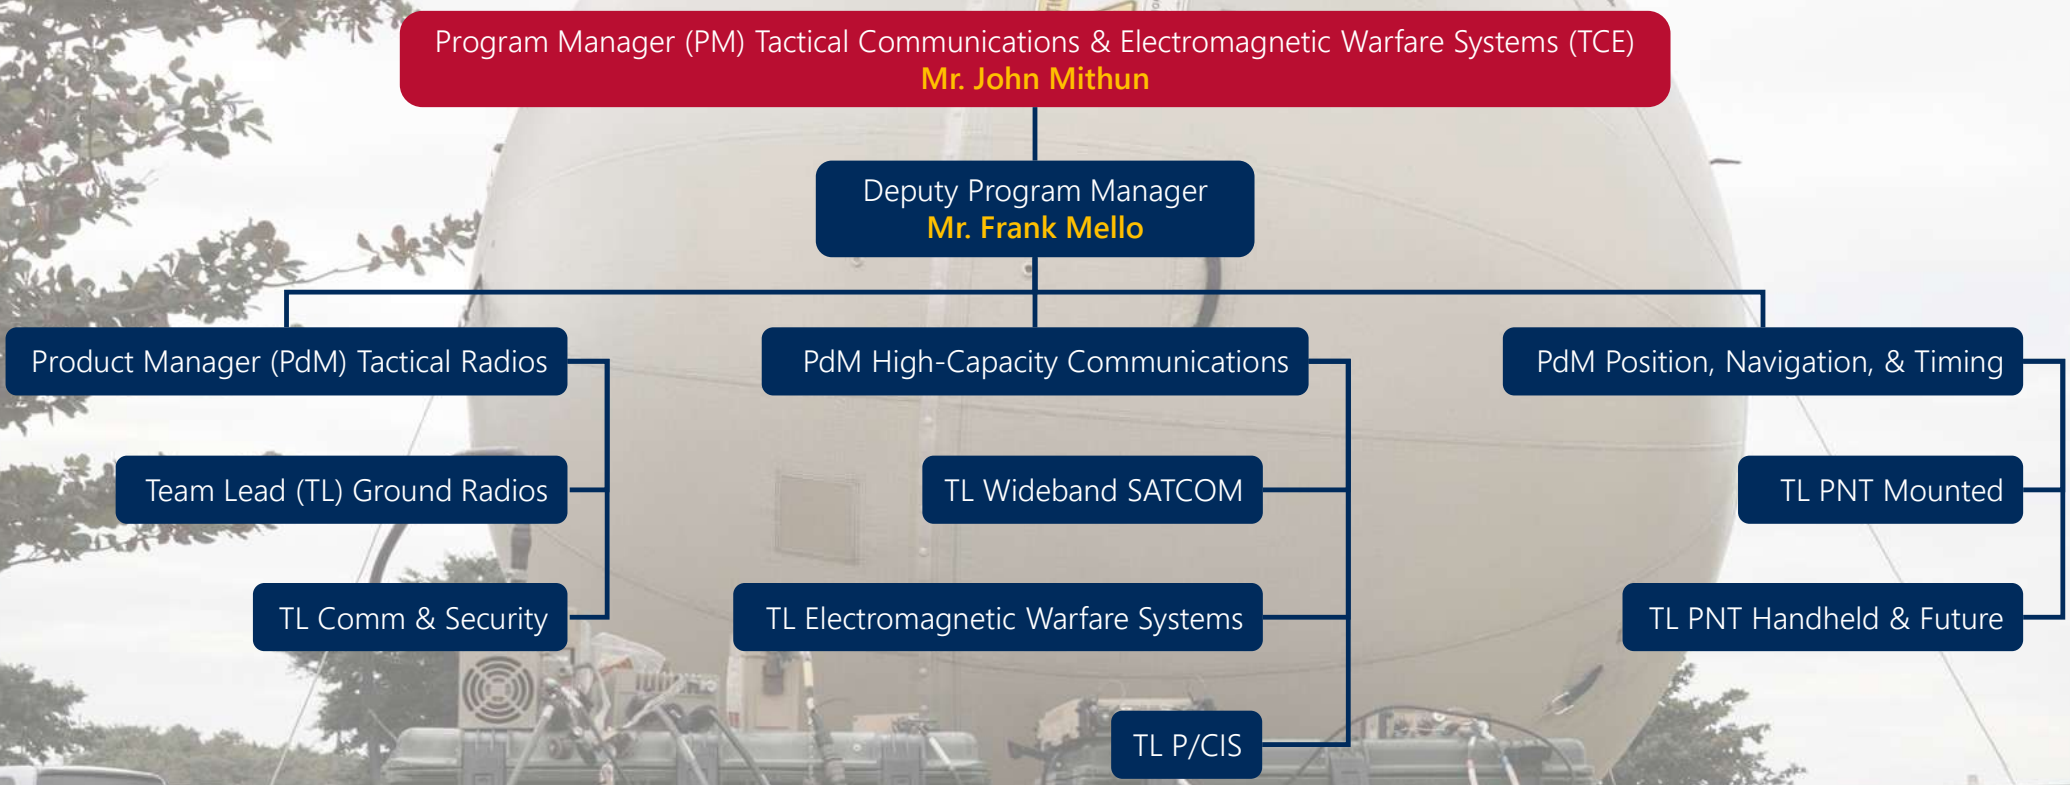 Program Manager (PM) Tactical Communications & Electromagnetic Warfare Systems (TCE)
Mr. John Mithun
Deputy Program Manager
Mr. Frank Mello
Product Manager (PdM) Tactical Radios
Team Lead (TL) Ground Radios
TL Comm & Security
PdM High-Capacity Communications
TL Wideband SATCOM
TL Electromagnetic Warfare Systems
TL P/CIS
PdM Position, Navigation, & Timing
TL PNT Mounted
TL PNT Handheld & Future